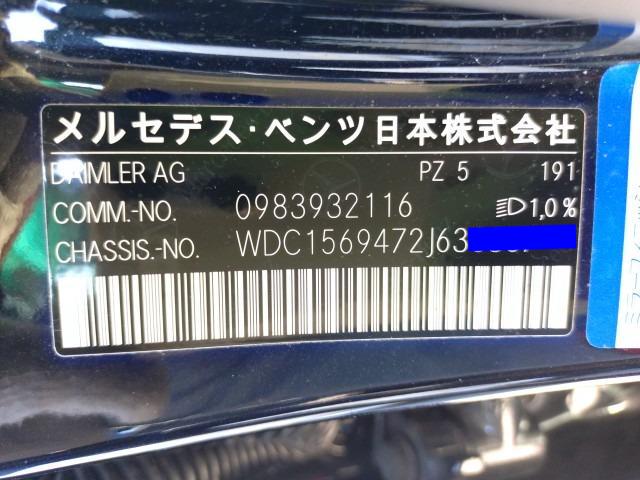 メルセデス・ベンツ日本株式会社
DAIMLER AG PZ 5 191
COMM.-NO. 0983932116 1,0%
CHASSIS.-NO. WDC1569472J63